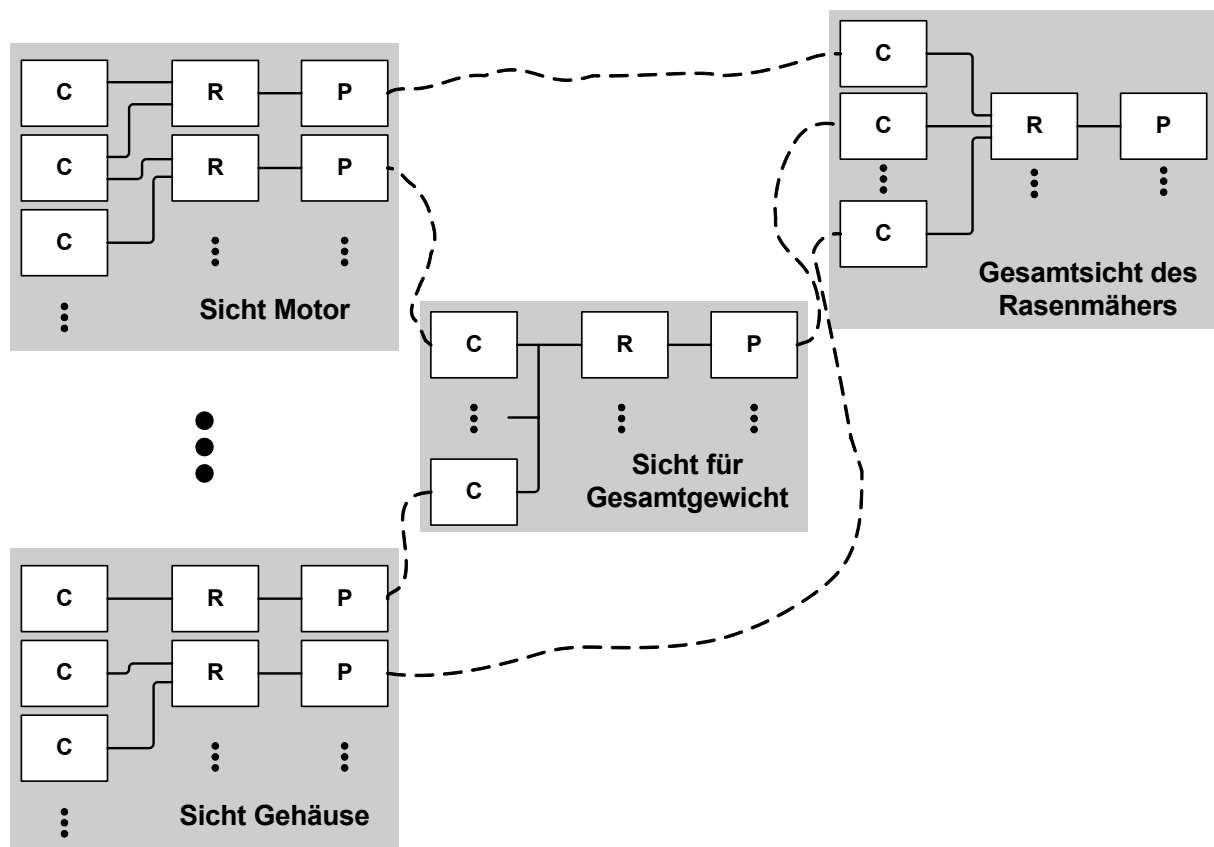 C R P
C R P
C
Sicht Motor
C
C R P
C
Gesamtsicht des
Rasenmähers
C R P
C
Sicht für
Gesamtgewicht
C R P
C R P
C
Sicht Gehäuse